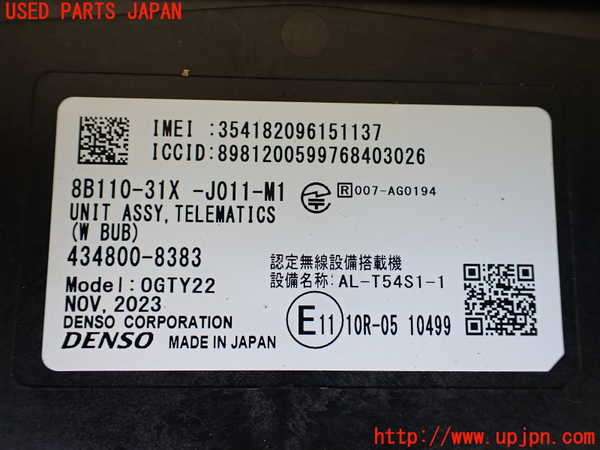 USED PARTS JAPAN
IMEI :354182096151137
ICCID:8981200599768403026
8B110-31X -J011-M1
R 007-AG0194
UNIT ASSY,TELEMATICS
(W BUB)
434800-8383
認定無線設備搭載機
Model:0GTY22
設備名称:AL-T54S1-1
NOV,2023
DENSO CORPORATION
E11 10R-05 10499
DENSO MADE IN JAPAN
http://www.upjpn.com/